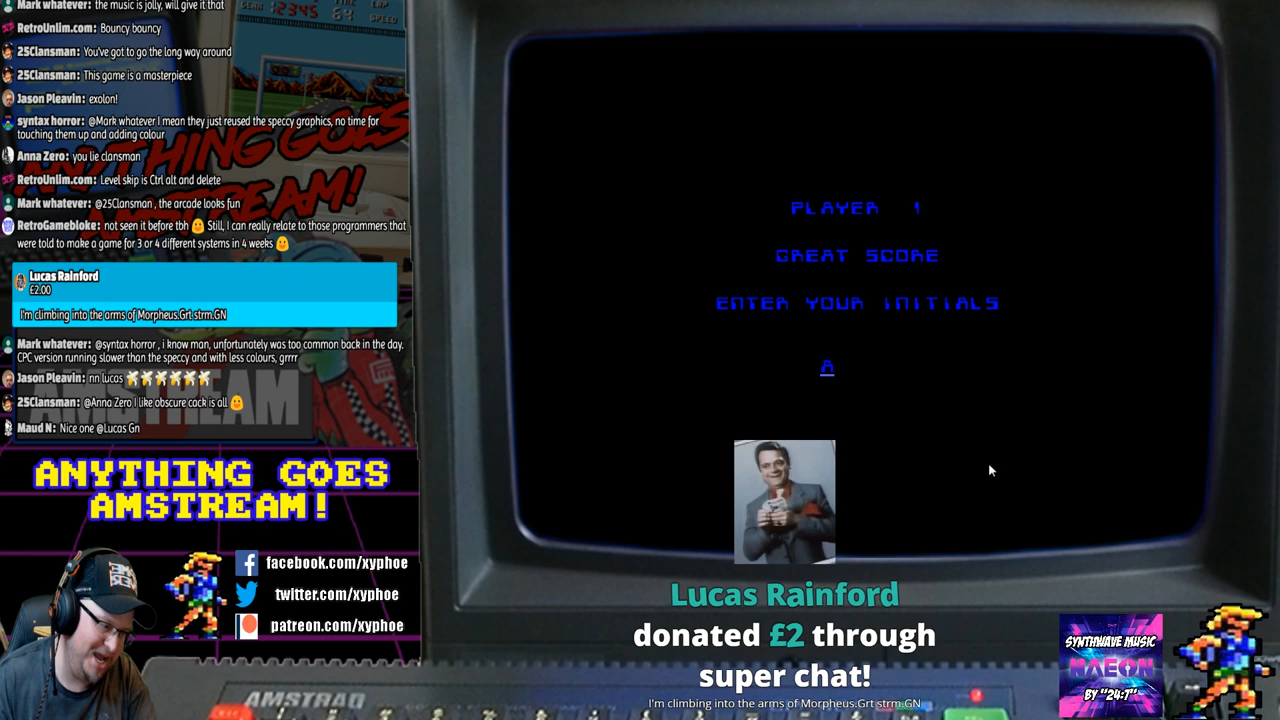 Mark whatever: the music is jolly, will give it that
RetroUnlim.com: Bouncy bouncy
25Clansman: You've got to go the long way around
25Clansman: This game is a masterpiece
Jason Pleavin: exolon!
syntax horror: @Mark whatever I mean they just reused the speccy graphics, no time for
touching them up and adding colour
Anna Zero: you lie clansman
RetroUnlim.com: Level skip is Ctrl alt and delete
Mark whatever: @25Clansman , the arcade looks fun
RetroGamebloke: not seen it before tbh Still, I can really relate to those programmers that
were told to make a game for 3 or 4 different systems in 4 weeks
Lucas Rainford
£2.00
I'm climbing into the arms of Morpheus.Grt strm.GN
Mark whatever: @syntax horror , i know man, unfortunately was too common back in the day.
CPC version running slower than the speccy and with less colours, grrr
Jason Pleavin: nn lucas
25Clansman: @Anna Zero I like obscure cack is all
Maud N: Nice one @Lucas Gn
12345 64
SPEED
ANYTHING GOES
AMSTREAM!
AMSTREAM
ANYTHING GOES
AMSTREAM!
facebook.com/xyphoe
twitter.com/xyphoe
patreon.com/xyphoe
PLAYER 1
GREAT SCORE
ENTER YOUR INITIALS
A
Lucas Rainford
donated £2 through
super chat!
I'm climbing into the arms of Morpheus.Grt strm.GN
AMSTRAD
SYNTHWAVE MUSIC
MAEON
BY "24:7"